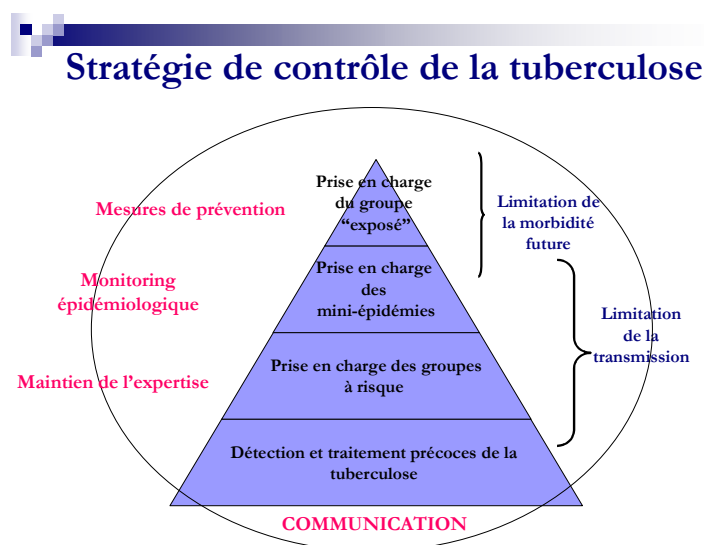 Stratégie de contrôle de la tuberculose
Prise en charge
du groupe
“exposé”
Mesures de prévention
Limitation de
la morbidité
future
Prise en charge
des
mini-épidémies
Monitoring
épidémiologique
Limitation
de la
transmission
Prise en charge des groupes
à risque
Maintien de l’expertise
Détection et traitement précoces de la
tuberculose
COMMUNICATION